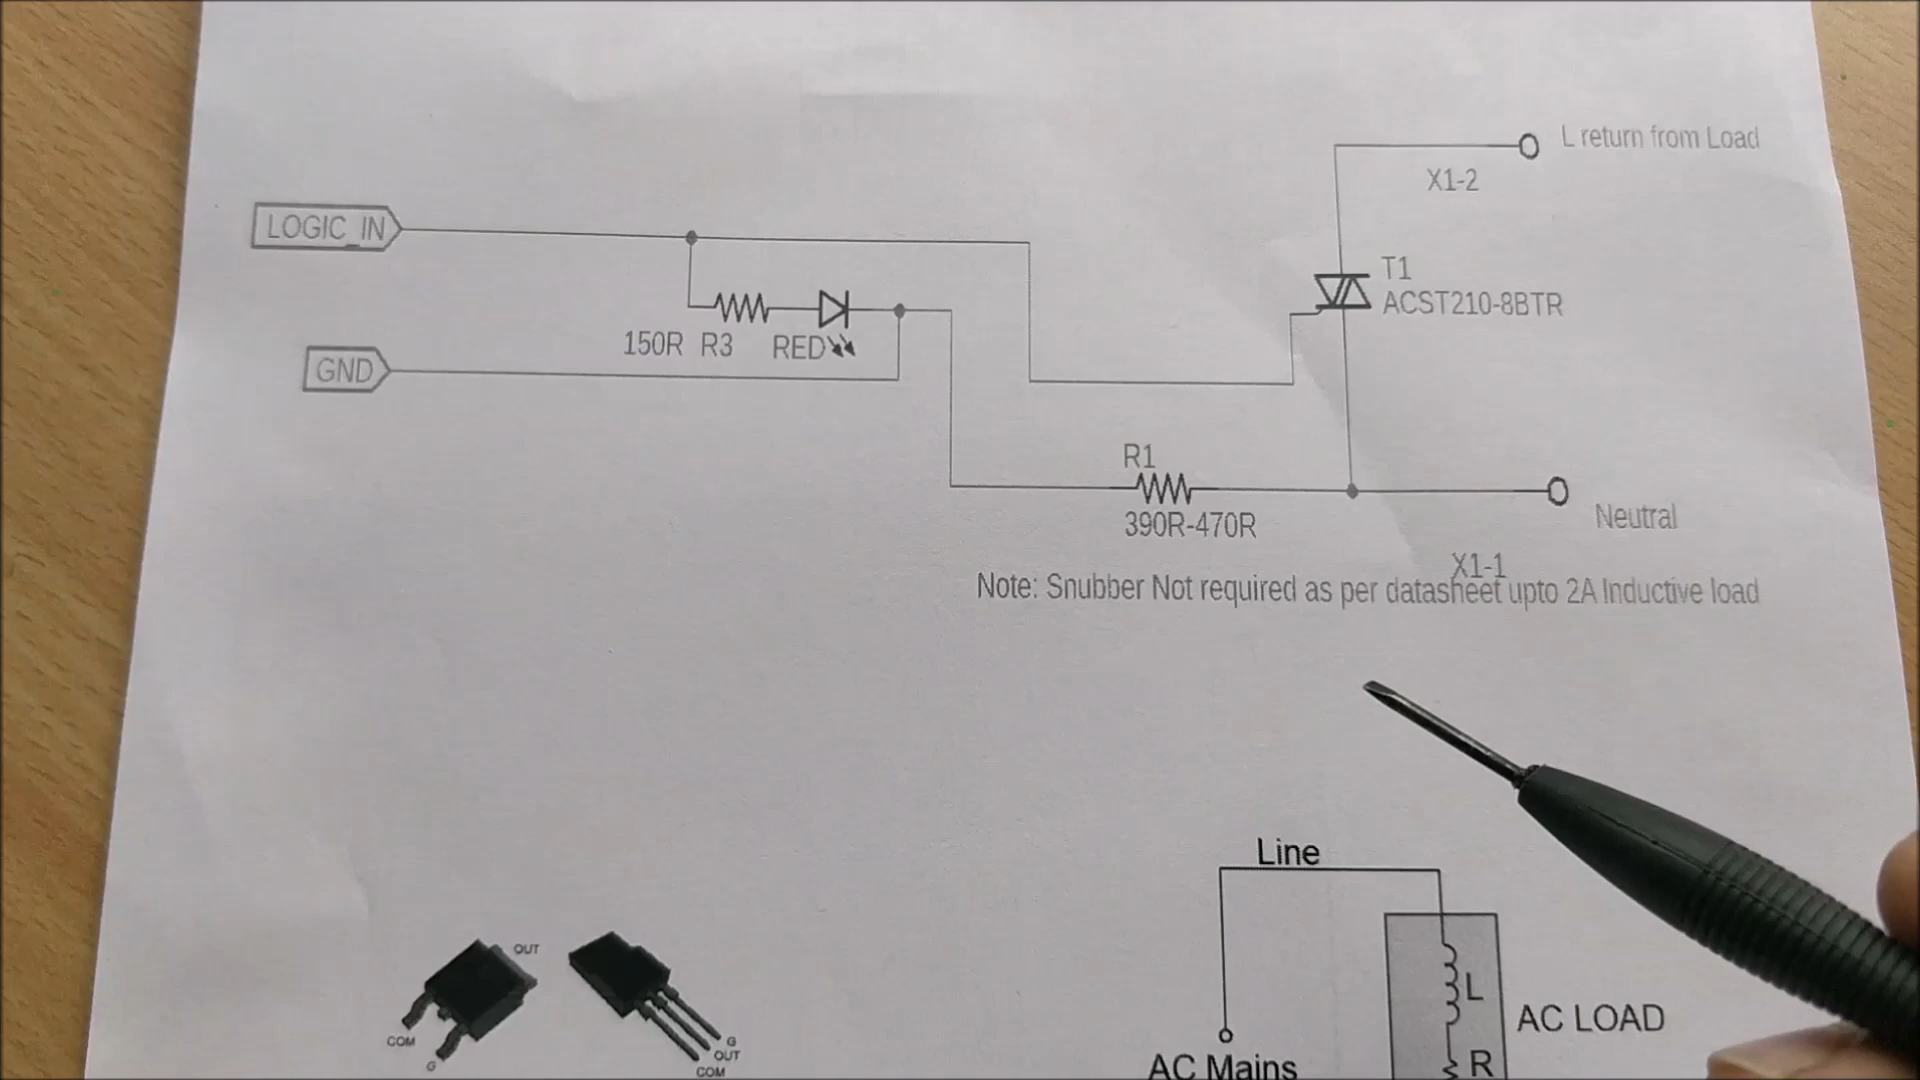 L return from Load
X1-2
LOGIC_IN
T1
ACST210-8BTR
150R R3 RED
GND
R1
390R-470R
Neutral
X1-1
Note: Snubber Not required as per datasheet upto 2A Inductive load
Line
OUT
COM
G
G
OUT
COM
L
AC LOAD
R
AC Mains